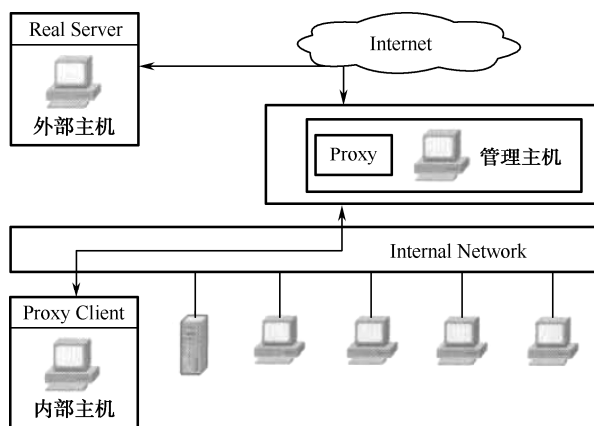 Real Server
外部主机
Internet
Proxy
管理主机
Internal Network
Proxy Client
内部主机